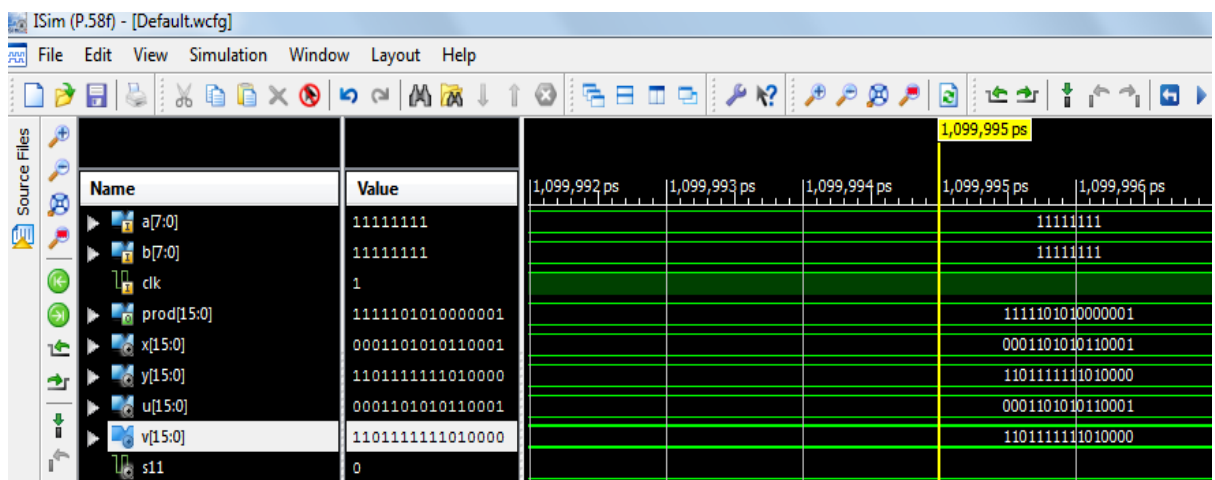 ISim (P.58f) - [Default.wcfg]
File Edit View Simulation Window Layout Help
Source Files
1,099,995 ps
Name Value 1,099,992 ps 1,099,993 ps 1,099,994 ps 1,099,995 ps 1,099,996 ps
a[7:0] 11111111 11111111
b[7:0] 11111111 11111111
clk 1
prod[15:0] 1111101010000001 1111101010000001
x[15:0] 0001101010110001 0001101010110001
y[15:0] 1101111111010000 1101111111010000
u[15:0] 0001101010110001 0001101010110001
v[15:0] 1101111111010000 1101111111010000
s11 0